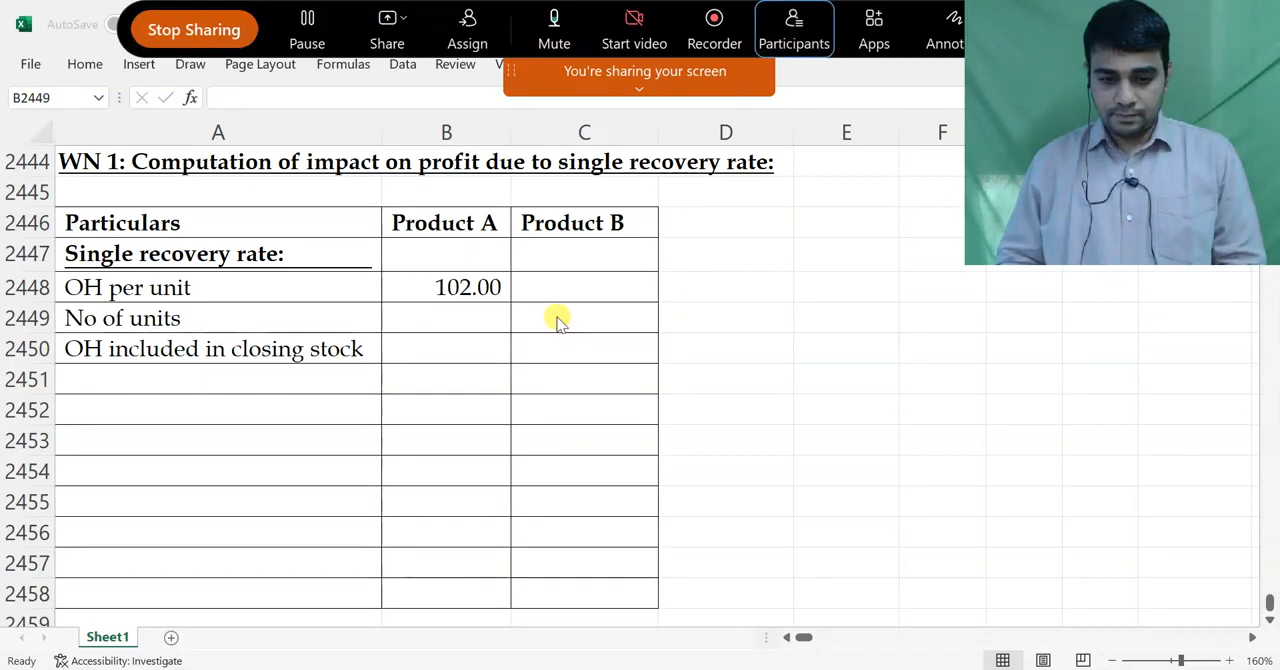 AutoSave
Stop Sharing
Pause
Share
Assign
Mute
Start video
Recorder
Participants
Apps
Annot
You're sharing your screen
File
Home
Insert
Draw
Page Layout
Formulas
Data
Review
V
B2449
fx
A B C D E F
2444 WN 1: Computation of impact on profit due to single recovery rate:
2445
2446 Particulars Product A Product B
2447 Single recovery rate:
2448 OH per unit 102.00
2449 No of units
2450 OH included in closing stock
2451
2452
2453
2454
2455
2456
2457
2458
2459
Sheet1
Ready
Accessibility: Investigate
160%